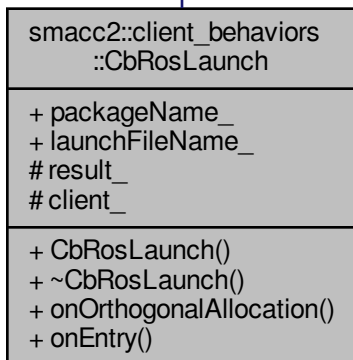 smacc2::client_behaviors
::CbRosLaunch
+ packageName_
+ launchFileName_
# result_
# client_
+ CbRosLaunch()
+ ~CbRosLaunch()
+ onOrthogonalAllocation()
+ onEntry()